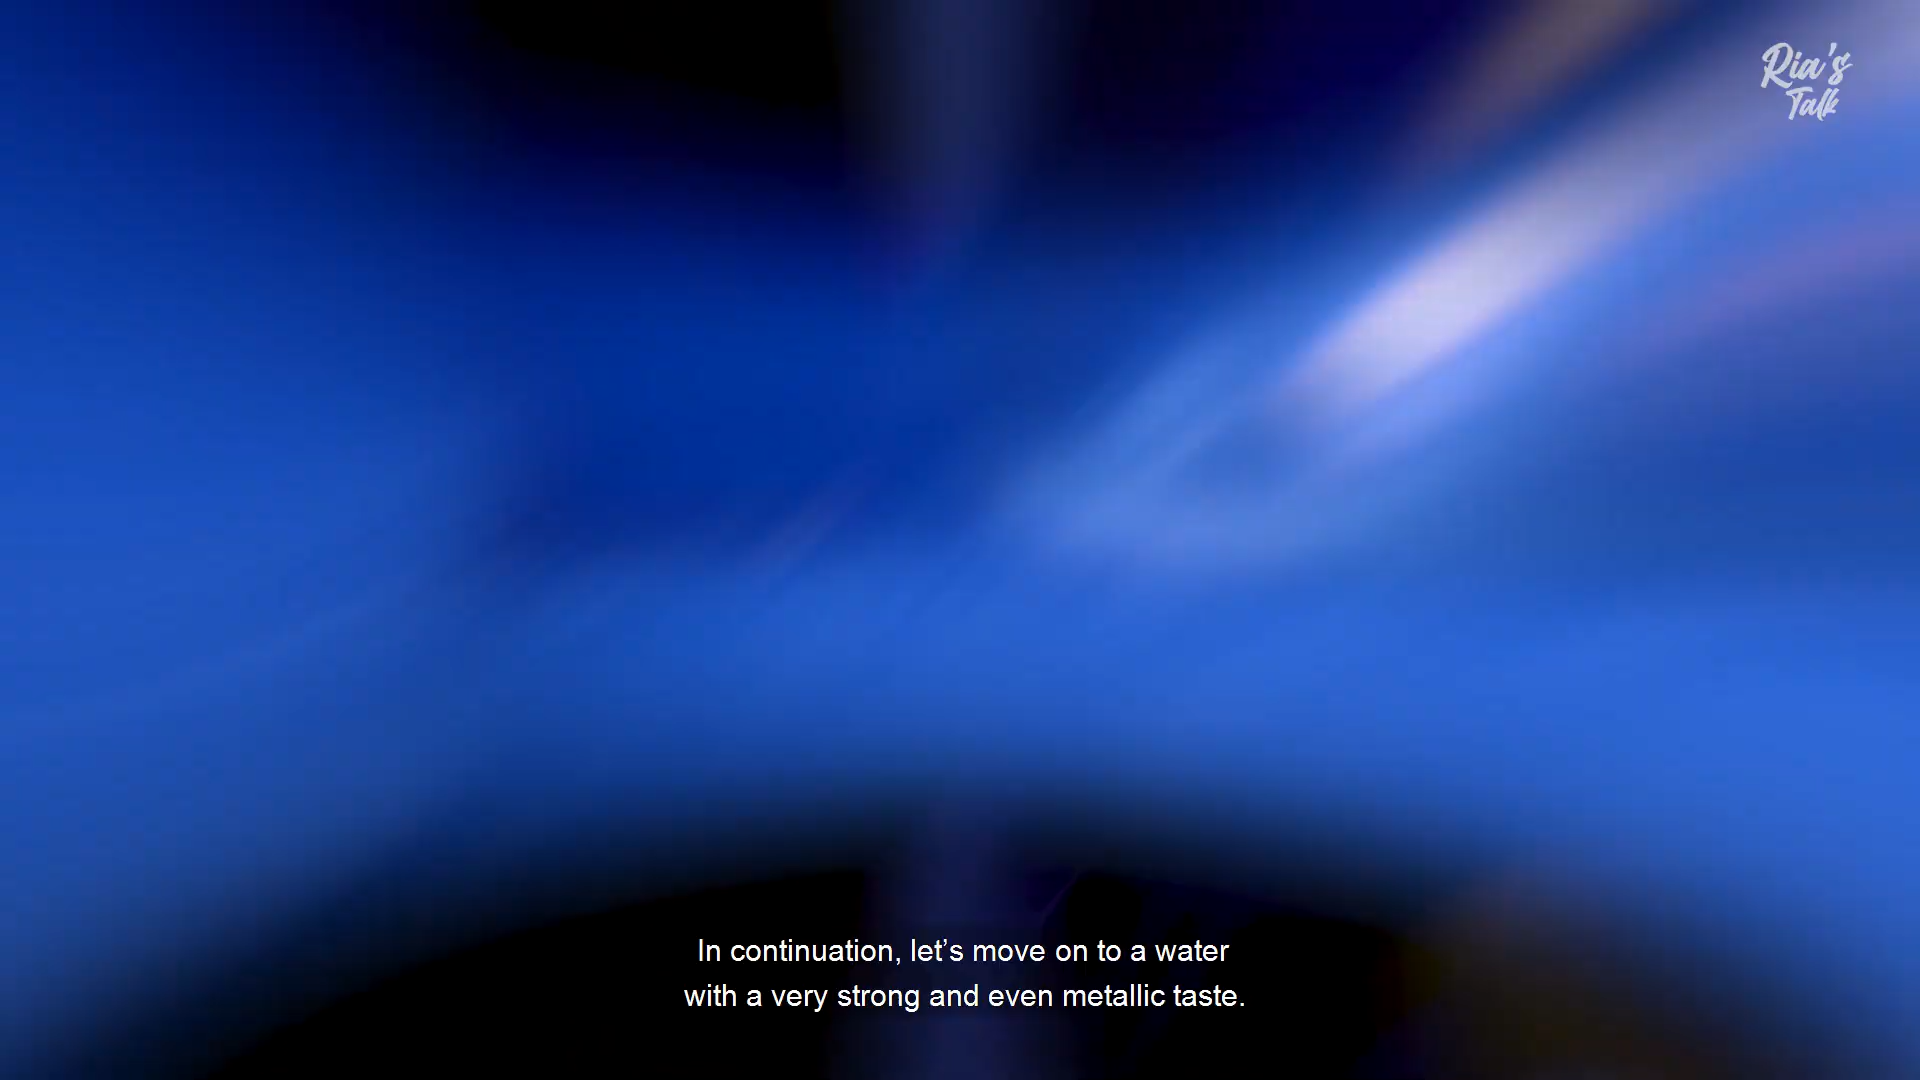 Ria's
Talk
In continuation, let’s move on to a water
with a very strong and even metallic taste.